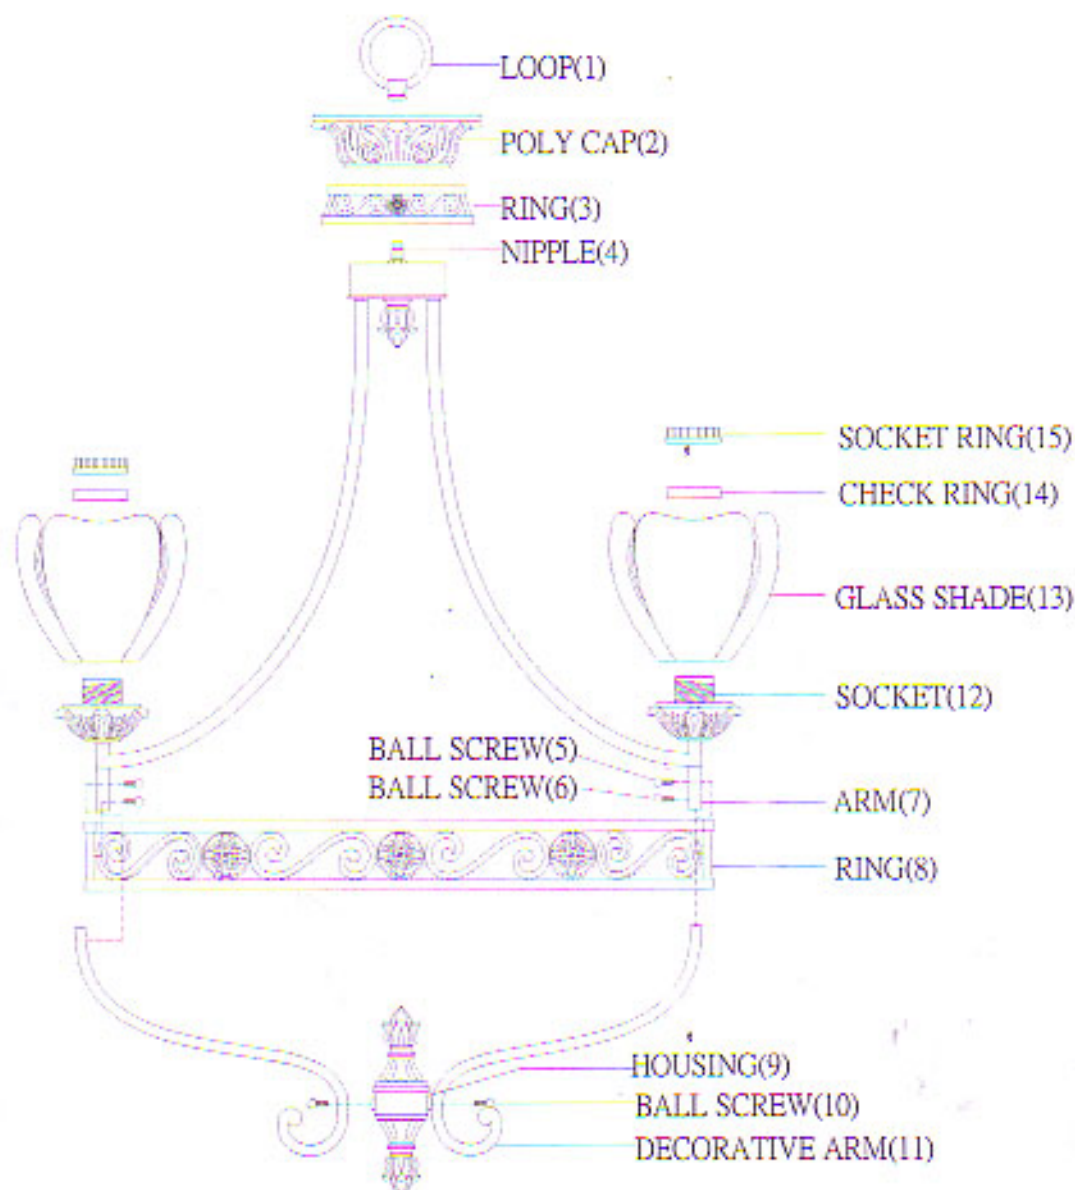 LOOP(1)
POLY CAP(2)
RING(3)
NIPPLE(4)
SOCKET RING(15)
CHECK RING(14)
GLASS SHADE(13)
SOCKET(12)
BALL SCREW(5)
BALL SCREW(6)
ARM(7)
RING(8)
HOUSING(9)
BALL SCREW(10)
DECORATIVE ARM(11)